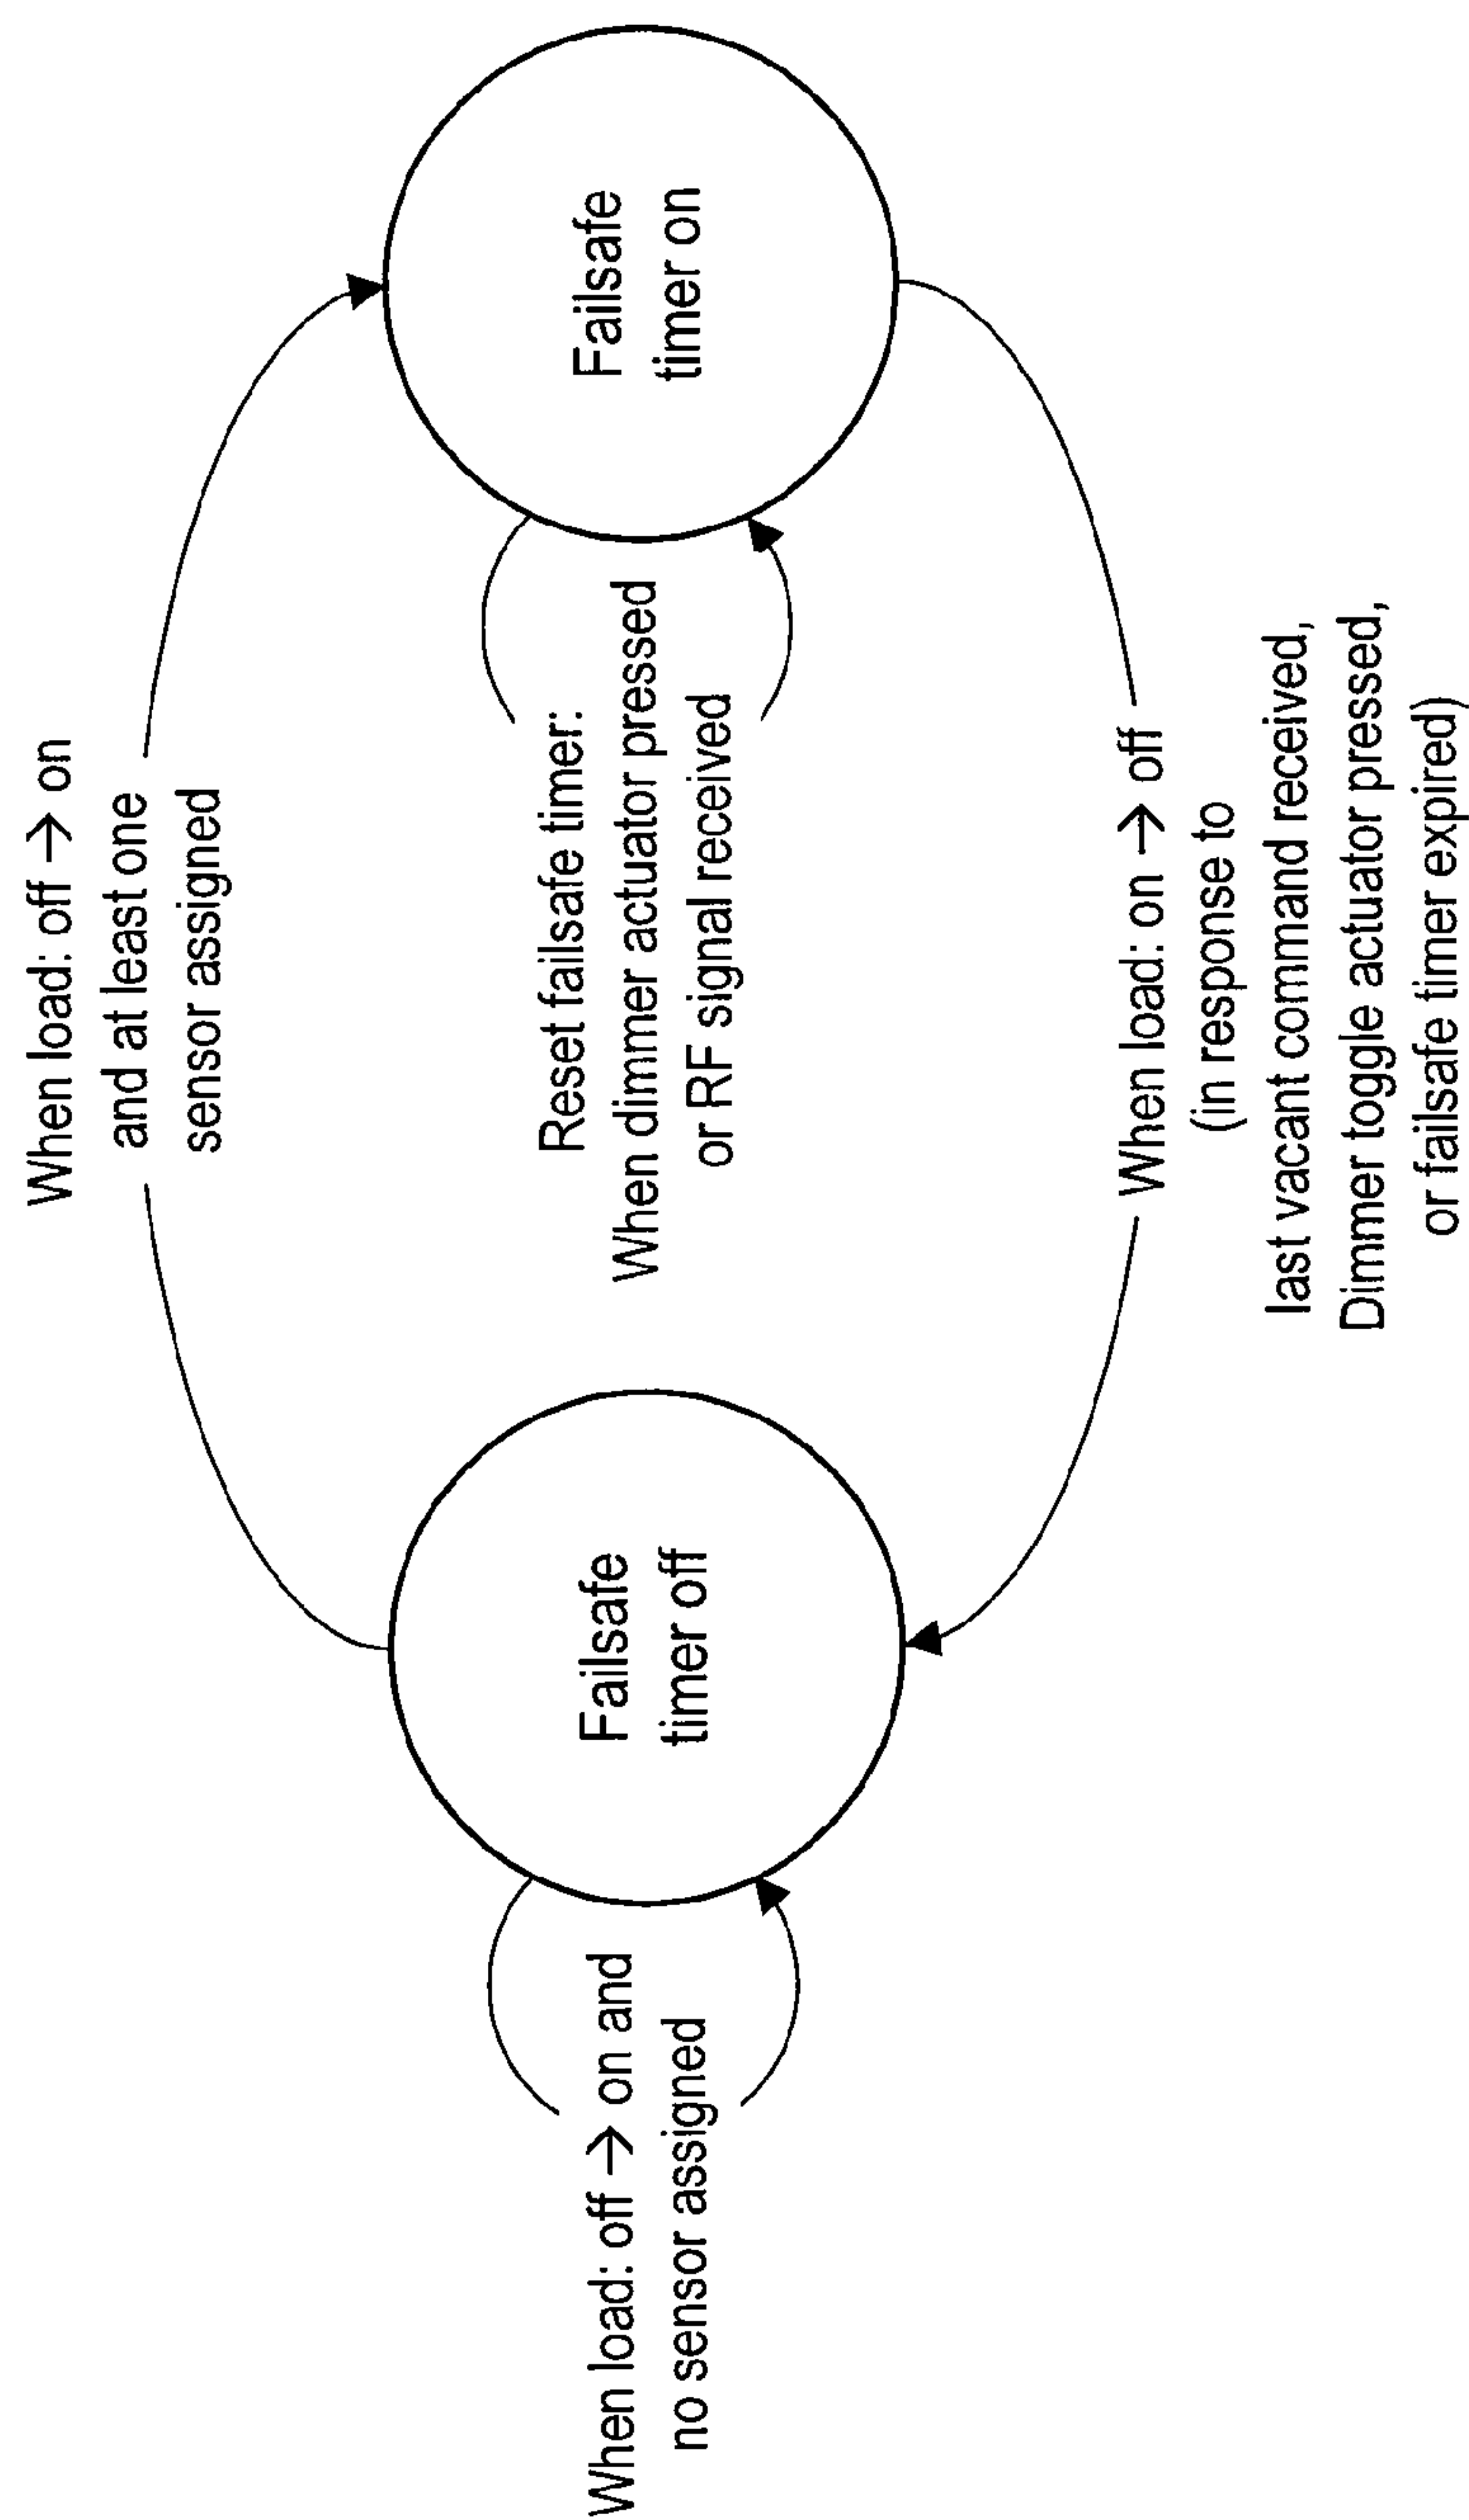 When load: off → on
and at least one
sensor assigned
When load: off → on and
no sensor assigned
Failsafe
timer off
Reset failsafe timer:
When dimmer actuator pressed
or RF signal received
Failsafe
timer on
When load: on → off
(in response to
last vacant command received,
Dimmer toggle actuator pressed,
or failsafe timer expired)